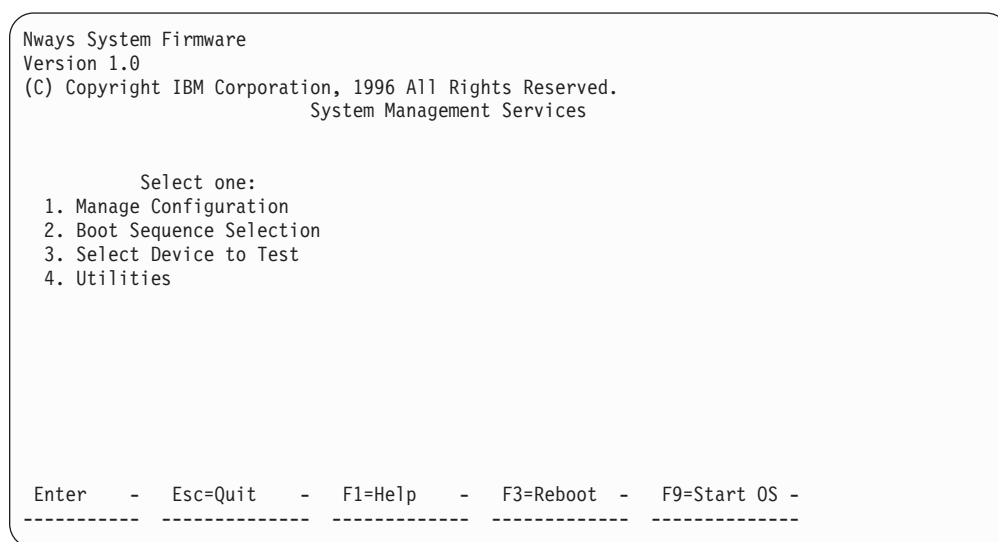 Nways System Firmware
Version 1.0
(C) Copyright IBM Corporation, 1996 All Rights Reserved.
System Management Services
Select one:
1. Manage Configuration
2. Boot Sequence Selection
3. Select Device to Test
4. Utilities
Enter - Esc=Quit - F1=Help - F3=Reboot - F9=Start OS -
----------- -------------- ------------- ------------- --------------